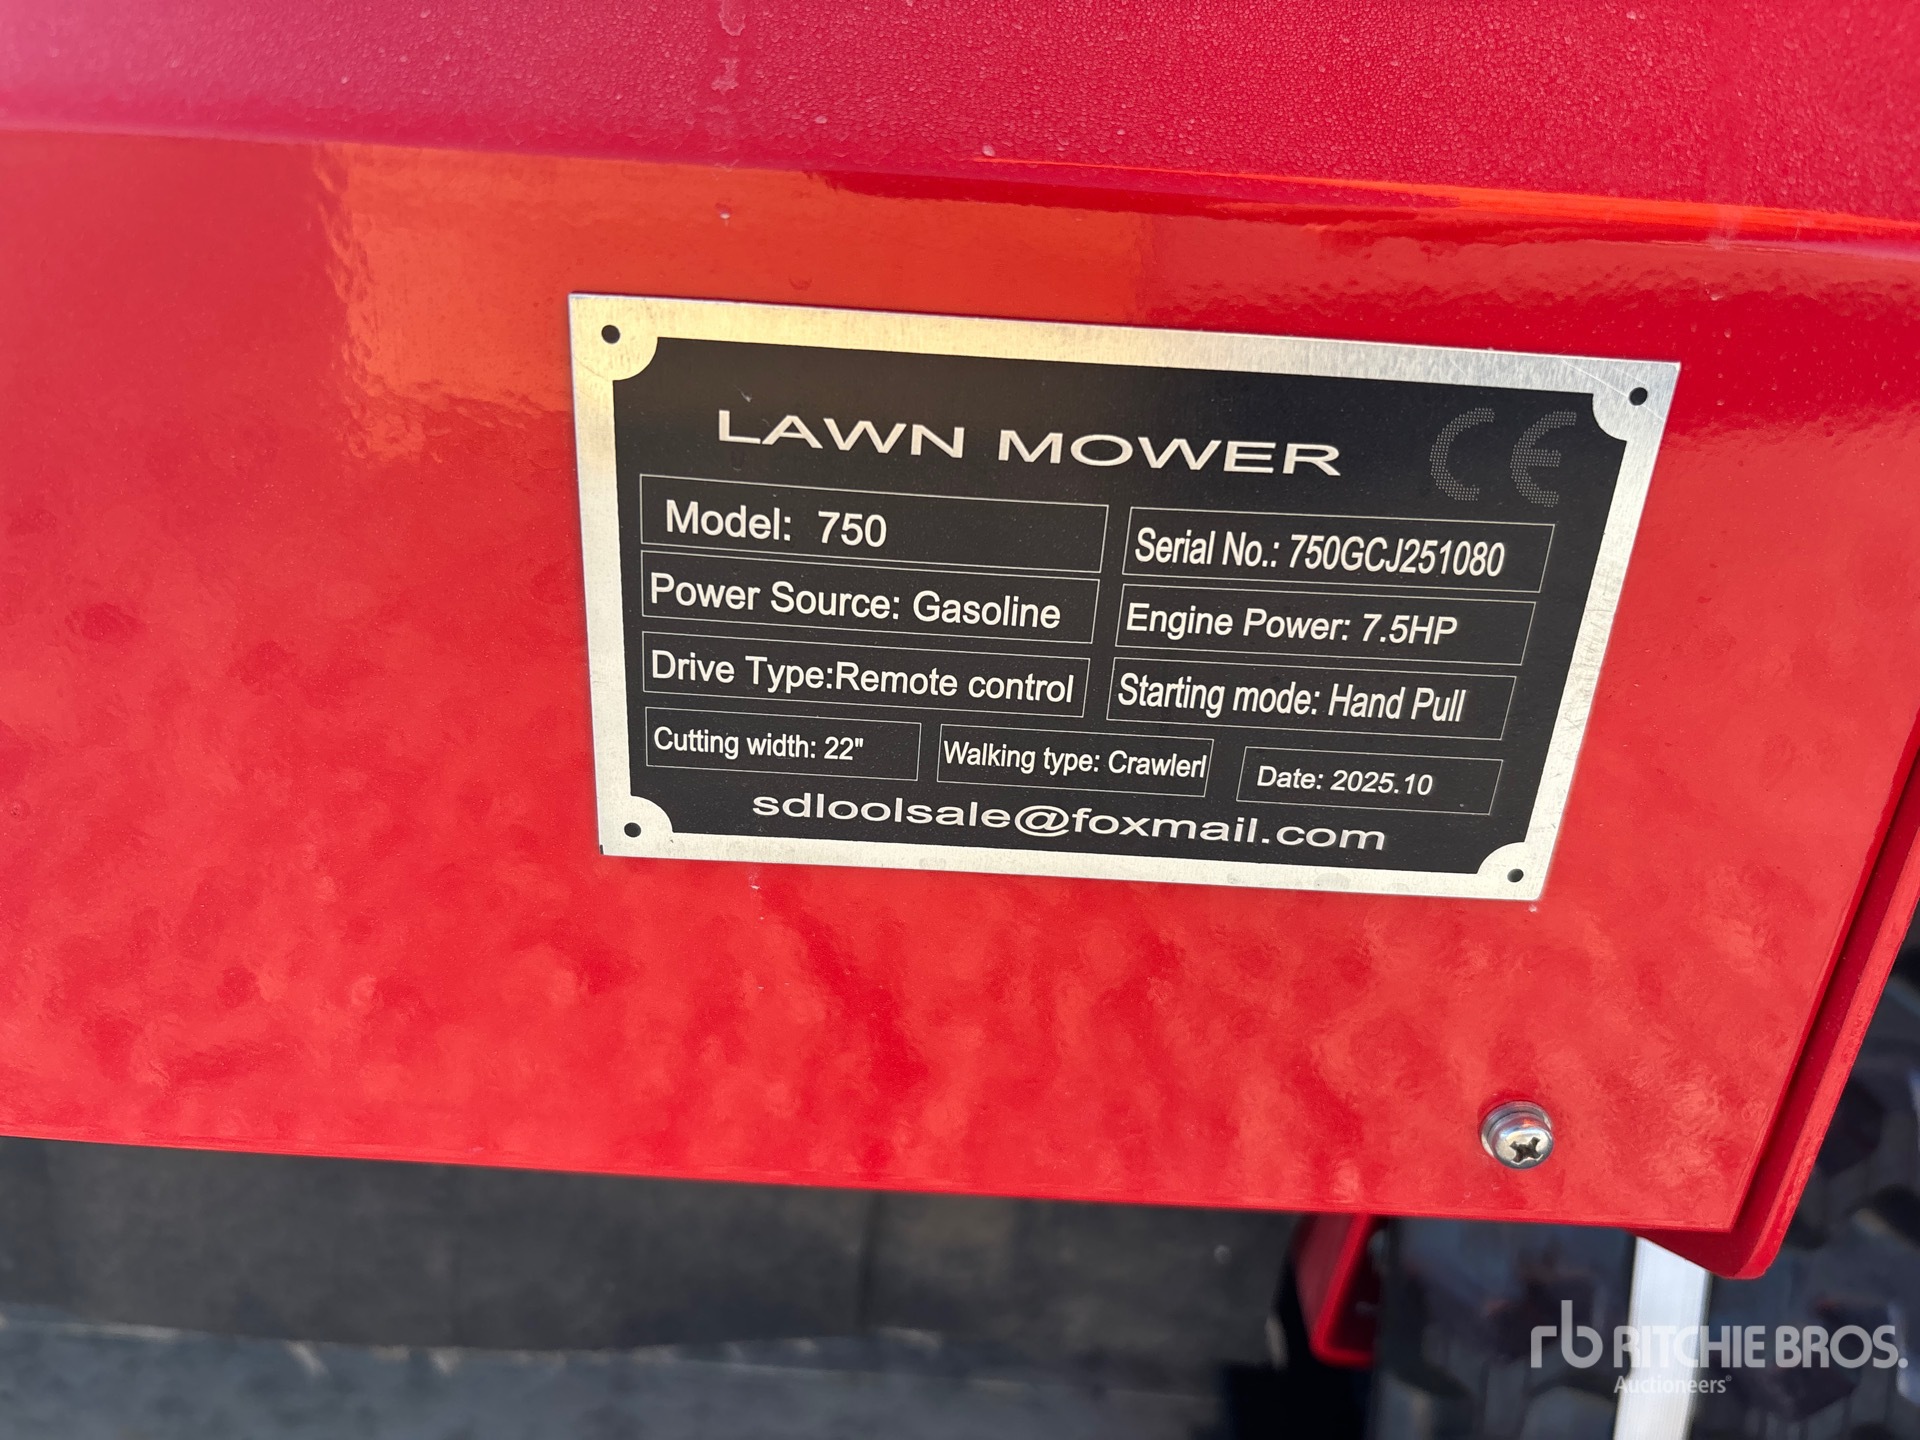 LAWN MOWER CE
Model: 750
Serial No.: 750GCJ251080
Power Source: Gasoline
Engine Power: 7.5HP
Drive Type:Remote control
Starting mode: Hand Pull
Cutting width: 22"
Walking type: Crawlerl
Date: 2025.10
sdloolsale@foxmail.com
rb RITCHIE BROS.
Auctioneers®